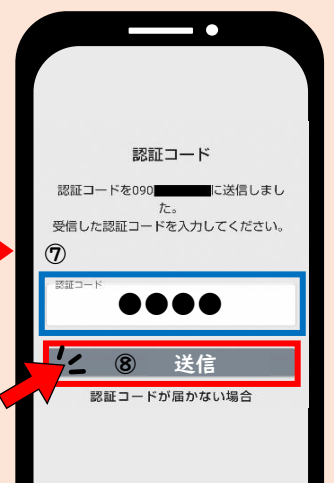 認証コード
認証コードを090に送信しまし
た。
受信した認証コードを入力してください。
⑦
認証コード
●●●●
⑧ 送信
認証コードが届かない場合